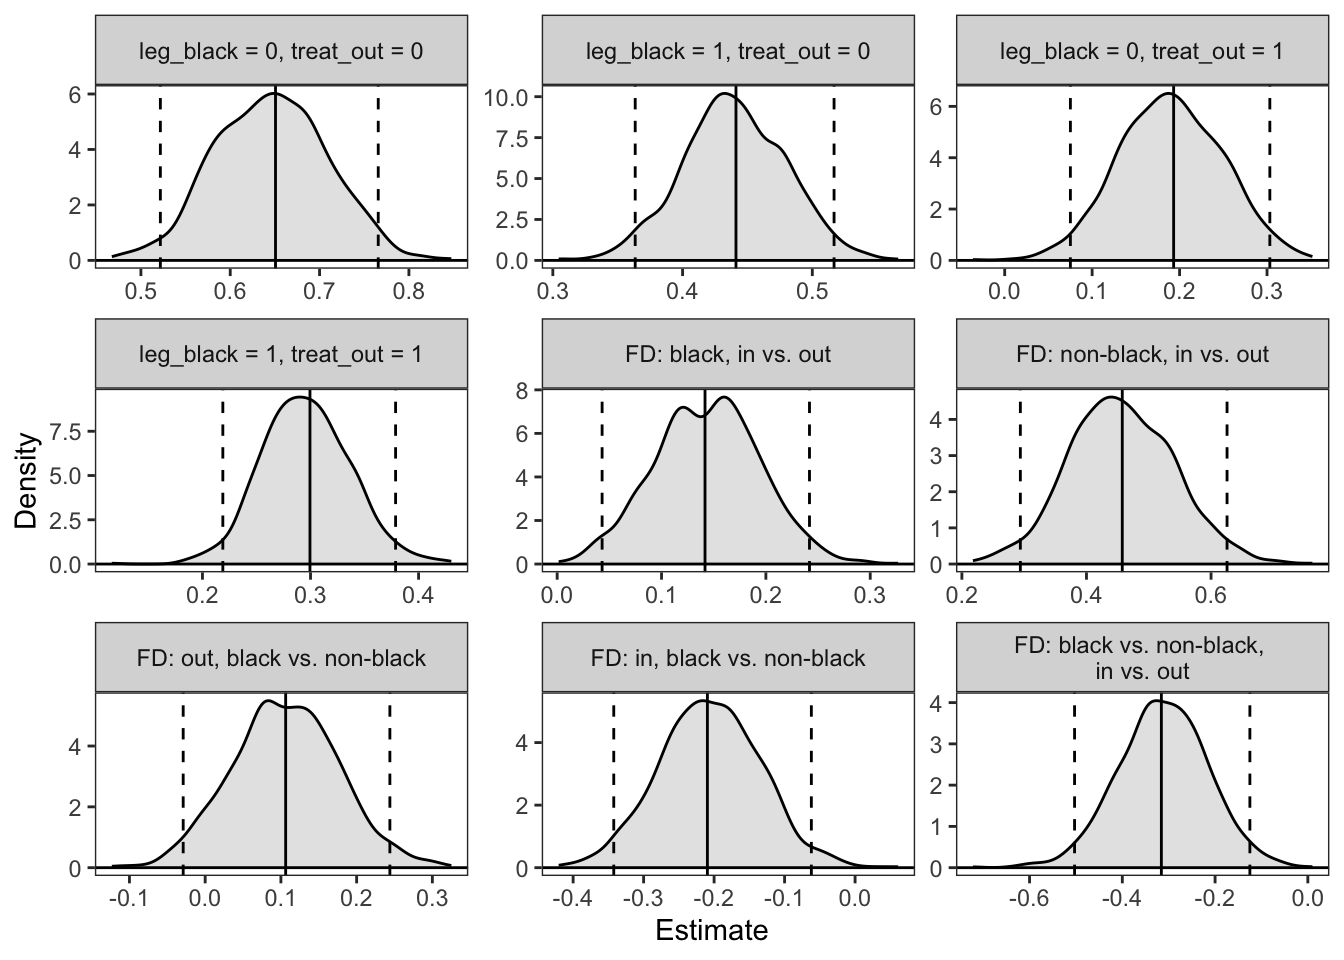 leg_black = 0, treat_out = 0
leg_black = 1, treat_out = 0
leg_black = 0, treat_out = 1
6
4
2
0
0.5 0.6 0.7 0.8
10.0
7.5
5.0
2.5
0.0
0.3 0.4 0.5
6
4
2
0
0.0 0.1 0.2 0.3
leg_black = 1, treat_out = 1
FD: black, in vs. out
FD: non-black, in vs. out
7.5
5.0
2.5
0.0
0.2 0.3 0.4
8
6
4
2
0
0.0 0.1 0.2 0.3
4
3
2
1
0
0.2 0.4 0.6
FD: out, black vs. non-black
FD: in, black vs. non-black
FD: black vs. non-black,
in vs. out
4
2
0
-0.1 0.0 0.1 0.2 0.3
4
2
0
-0.4 -0.3 -0.2 -0.1 0.0
4
3
2
1
0
-0.6 -0.4 -0.2 0.0
Density
Estimate